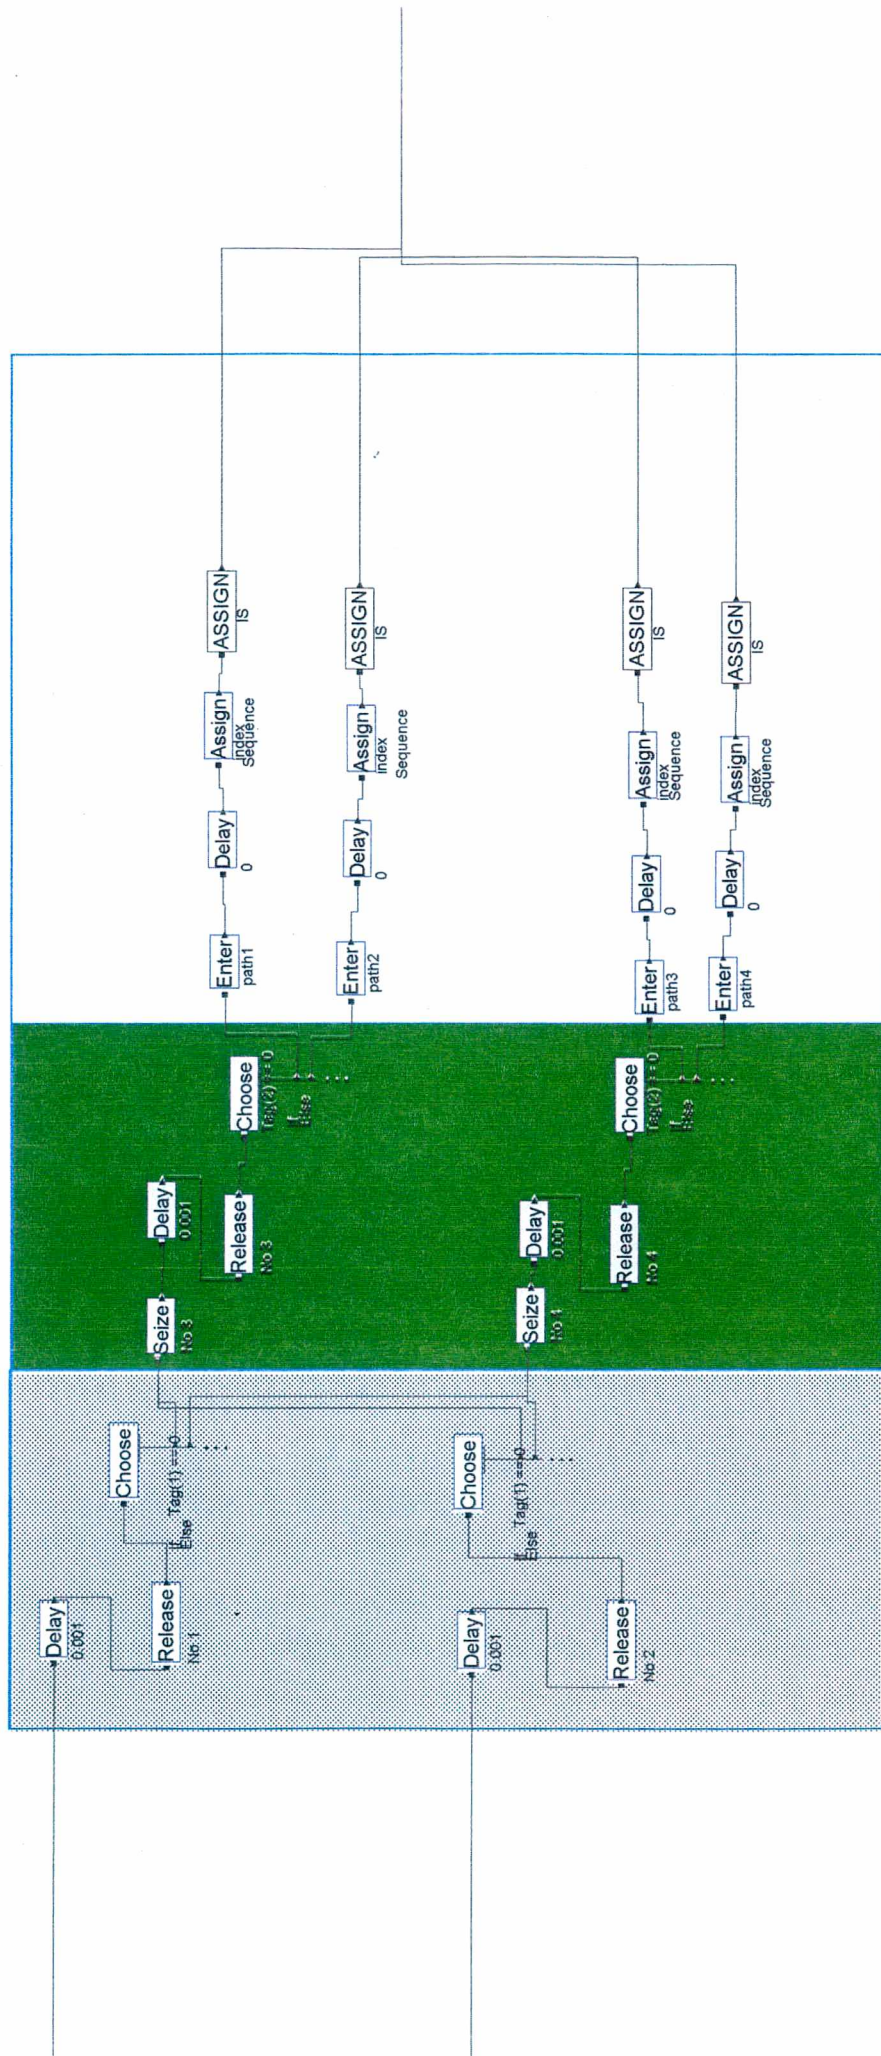 Delay
0.001
Release
No 1
Choose
If Tag(1) == 0
Else
Delay
0.001
Release
No 2
Choose
If Tag(1) == 0
Else
Seize
No 3
Delay
0.001
Release
No 3
Choose
Tag(2) == 0
If
Else
Seize
No 4
Delay
0.001
Release
No 4
Choose
Tag(2) == 0
If
Else
Enter
path1
Delay
0
Assign
index
Sequence
ASSIGN
IS
Enter
path2
Delay
0
Assign
index
Sequence
ASSIGN
IS
Enter
path3
Delay
0
Assign
index
Sequence
ASSIGN
IS
Enter
path4
Delay
0
Assign
index
Sequence
ASSIGN
IS